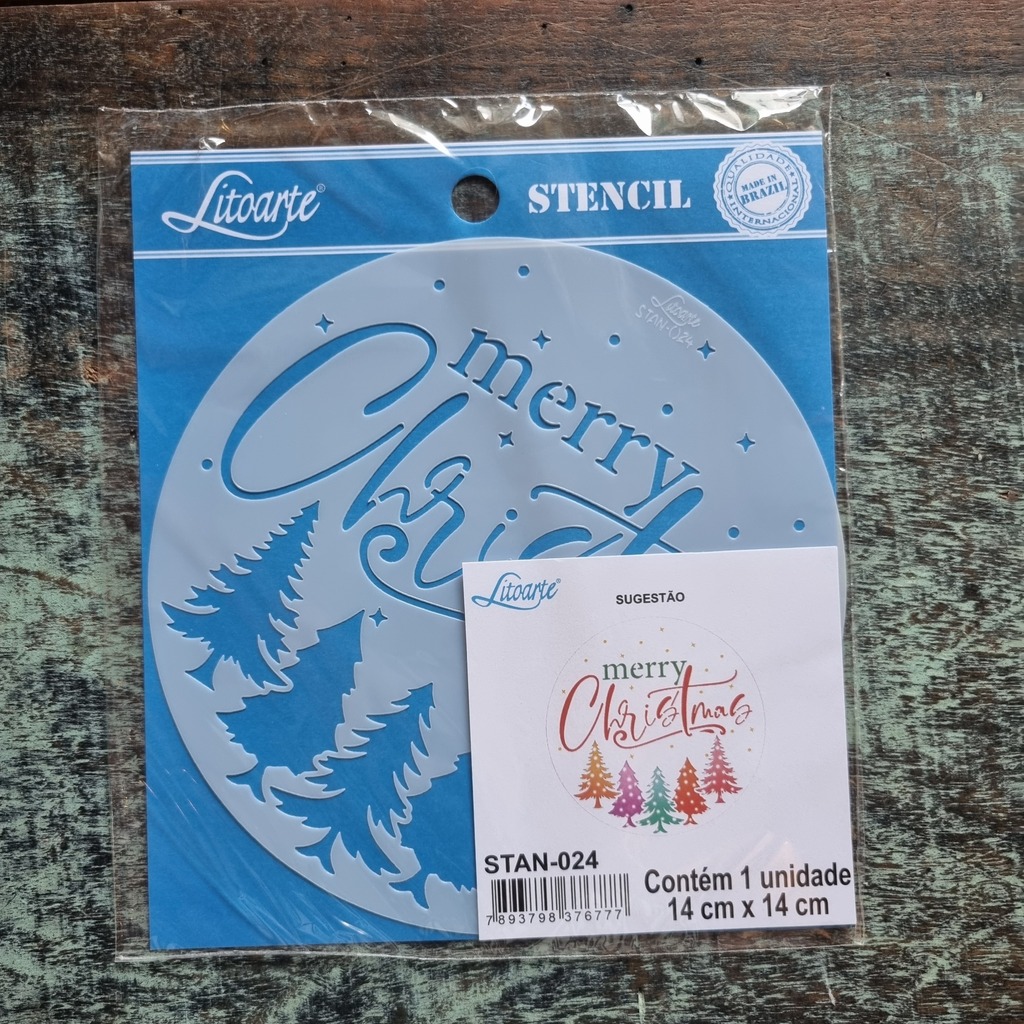 Litoarte®
STENCIL
QUALIDADE
MADE IN
BRAZIL
INTERNACIONAL
Litoarte
STAN-024
merry
Christ
Litoarte®
SUGESTÃO
merry
Christmas
STAN-024
Contém 1 unidade
14 cm x 14 cm
7 893798 376777